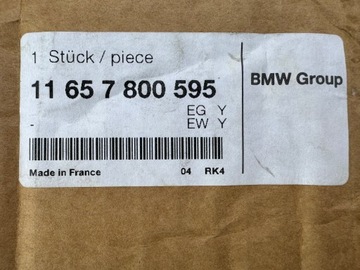 1 Stück / piece
11 65 7 800 595
BMW Group
EG Y
- EW Y
Made in France 04 RK4